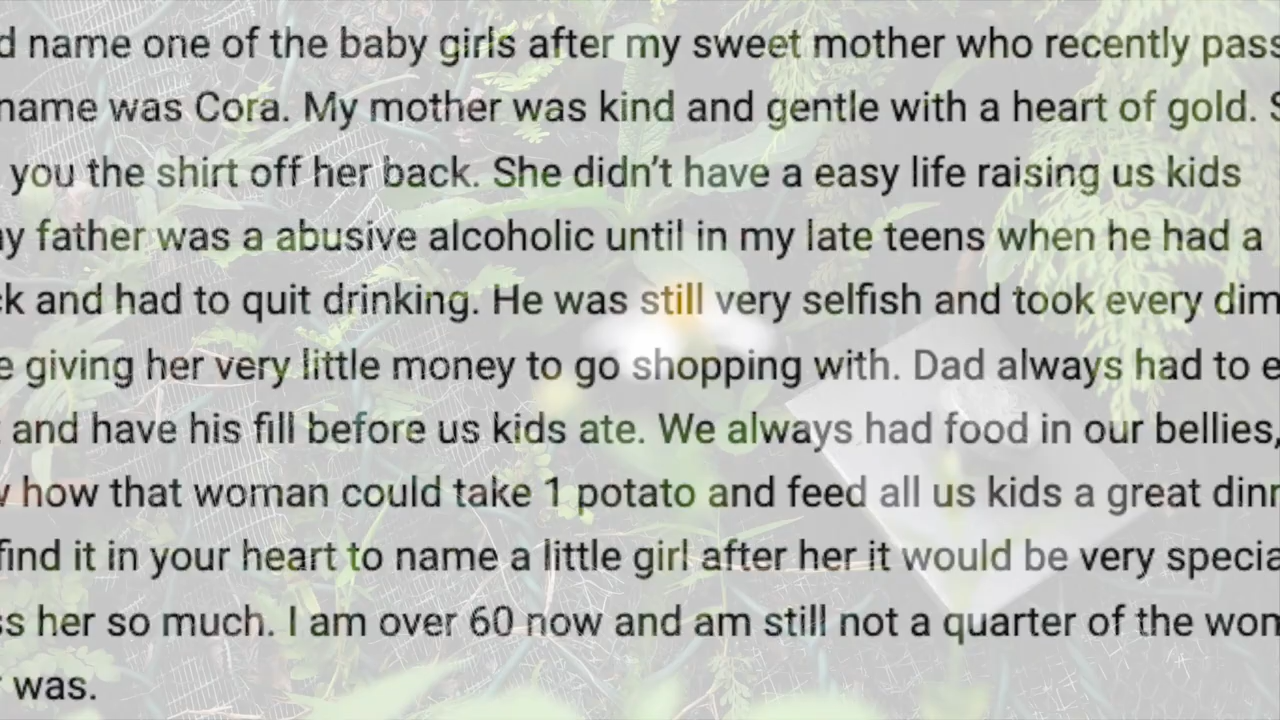 d name one of the baby girls after my sweet mother who recently pass
name was Cora. My mother was kind and gentle with a heart of gold. S
you the shirt off her back. She didn’t have a easy life raising us kids
y father was a abusive alcoholic until in my late teens when he had a
ck and had to quit drinking. He was still very selfish and took every dim
e giving her very little money to go shopping with. Dad always had to e
and have his fill before us kids ate. We always had food in our bellies,
how that woman could take 1 potato and feed all us kids a great dinn
find it in your heart to name a little girl after her it would be very specia
ss her so much. I am over 60 now and am still not a quarter of the wom
was.